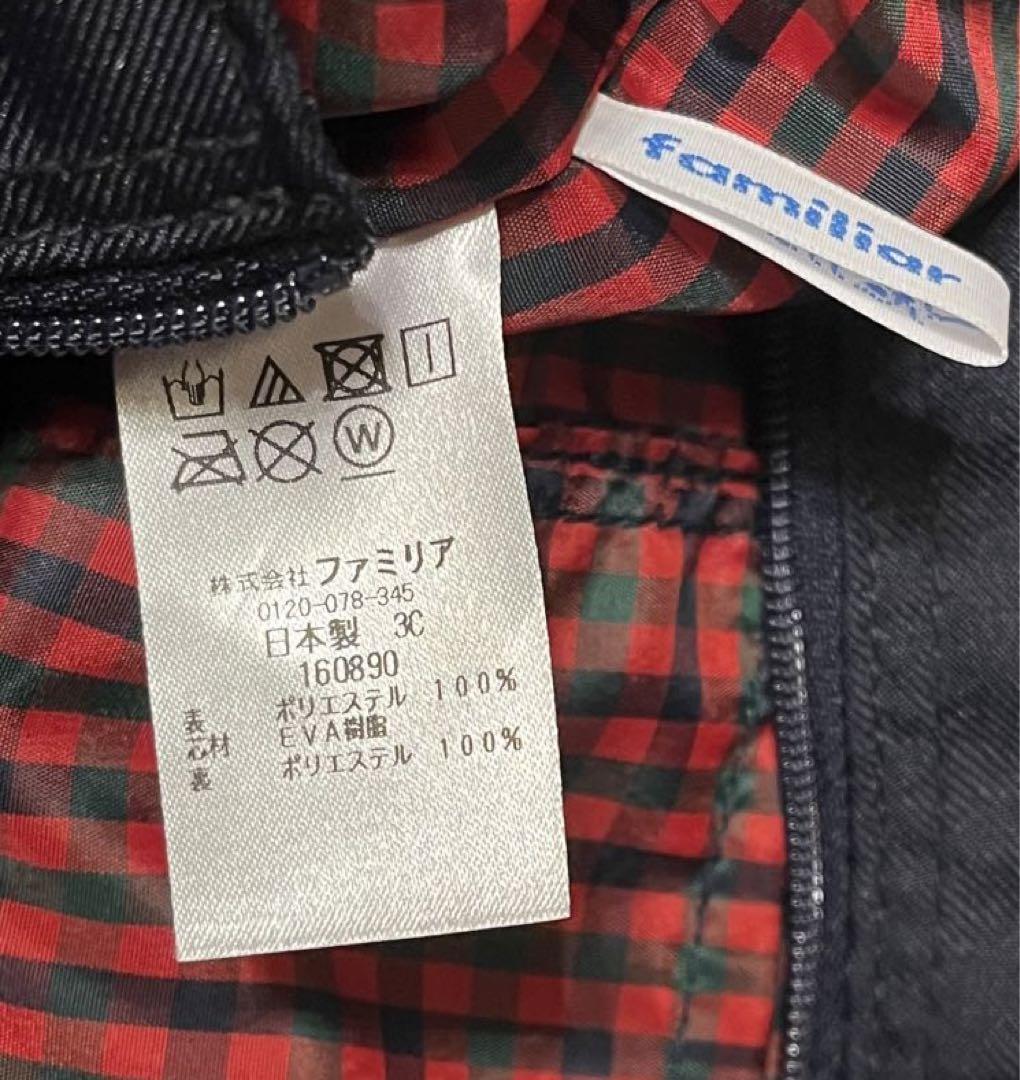 familiar
W
株式会社 ファミリア
0120-078-345
日本製 3C
160890
表 ポリエステル 100%
芯材 EVA樹脂
裏 ポリエステル 100%